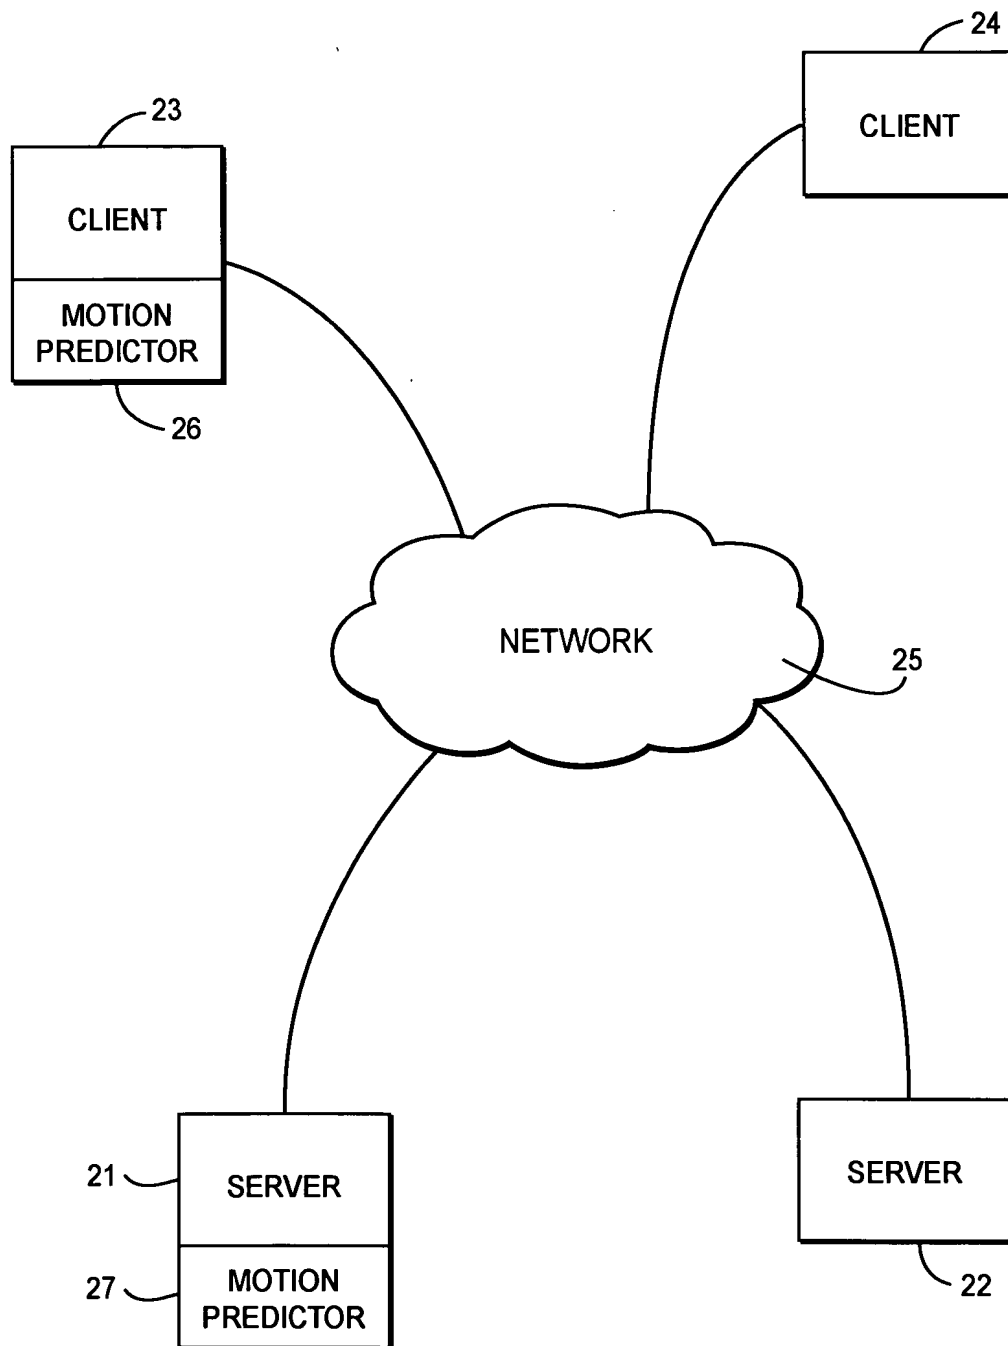 24
CLIENT
23
CLIENT
MOTION
PREDICTOR
26
NETWORK
25
21
SERVER
27
MOTION
PREDICTOR
SERVER
22